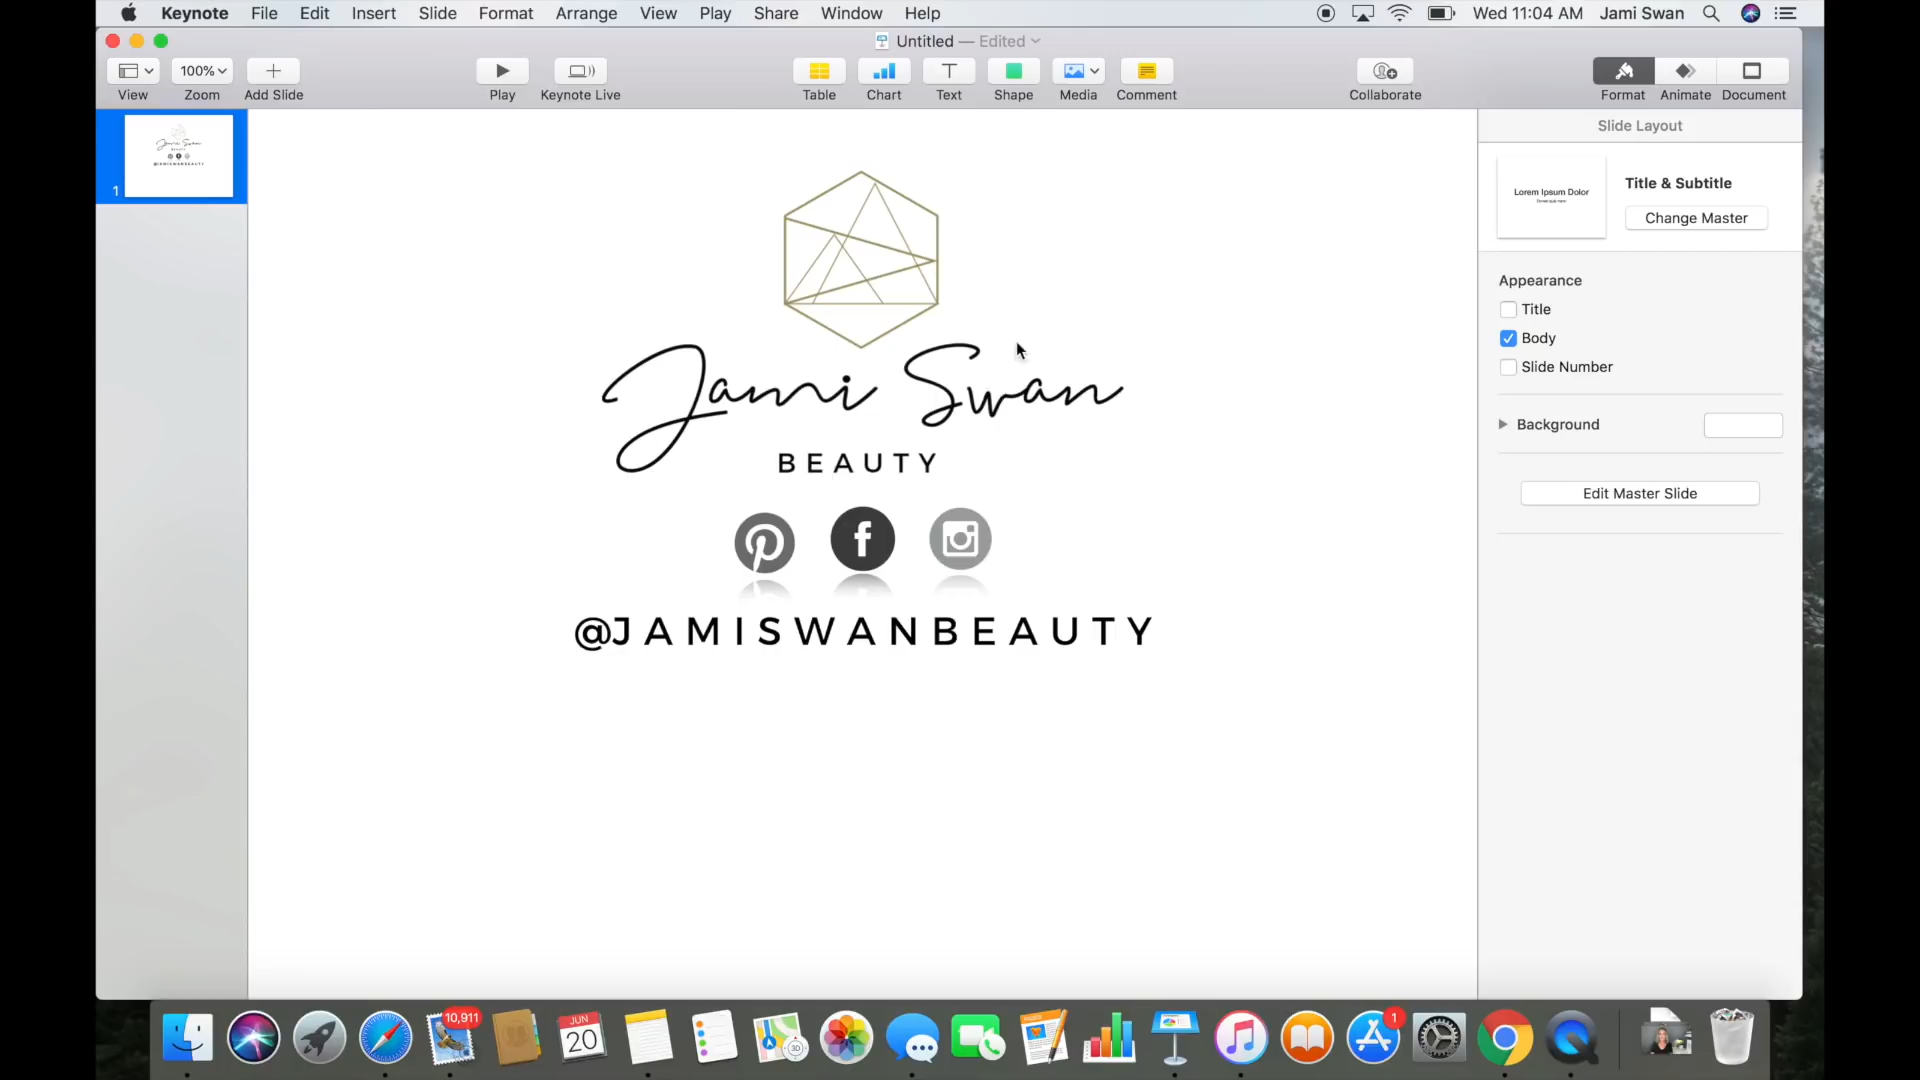 Keynote File Edit Insert Slide Format Arrange View Play Share Window Help Wed 11:04 AM Jami Swan
Untitled — Edited
100%
View Zoom Add Slide Play Keynote Live Table Chart Text Shape Media Comment Collaborate Format Animate Document
Slide Layout
1
Lorem Ipsum Dolor
Title & Subtitle
Change Master
Appearance
Title
Body
Slide Number
Background
Edit Master Slide
Jami Swan
BEAUTY
@JAMISWANBEAUTY
10,911
JUN
20
1